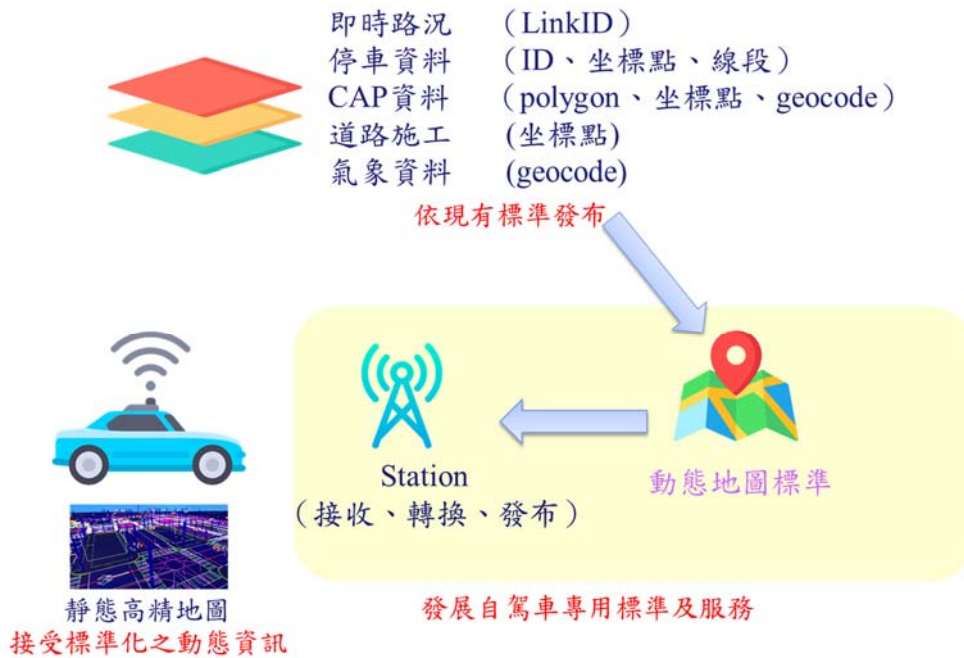 即時路況 （LinkID）
停車資料 （ID、坐標點、線段）
CAP資料 （polygon、坐標點、geocode）
道路施工 (坐標點)
氣象資料 (geocode)
依現有標準發布
Station
（接收、轉換、發布）
動態地圖標準
靜態高精地圖
接受標準化之動態資訊
發展自駕車專用標準及服務